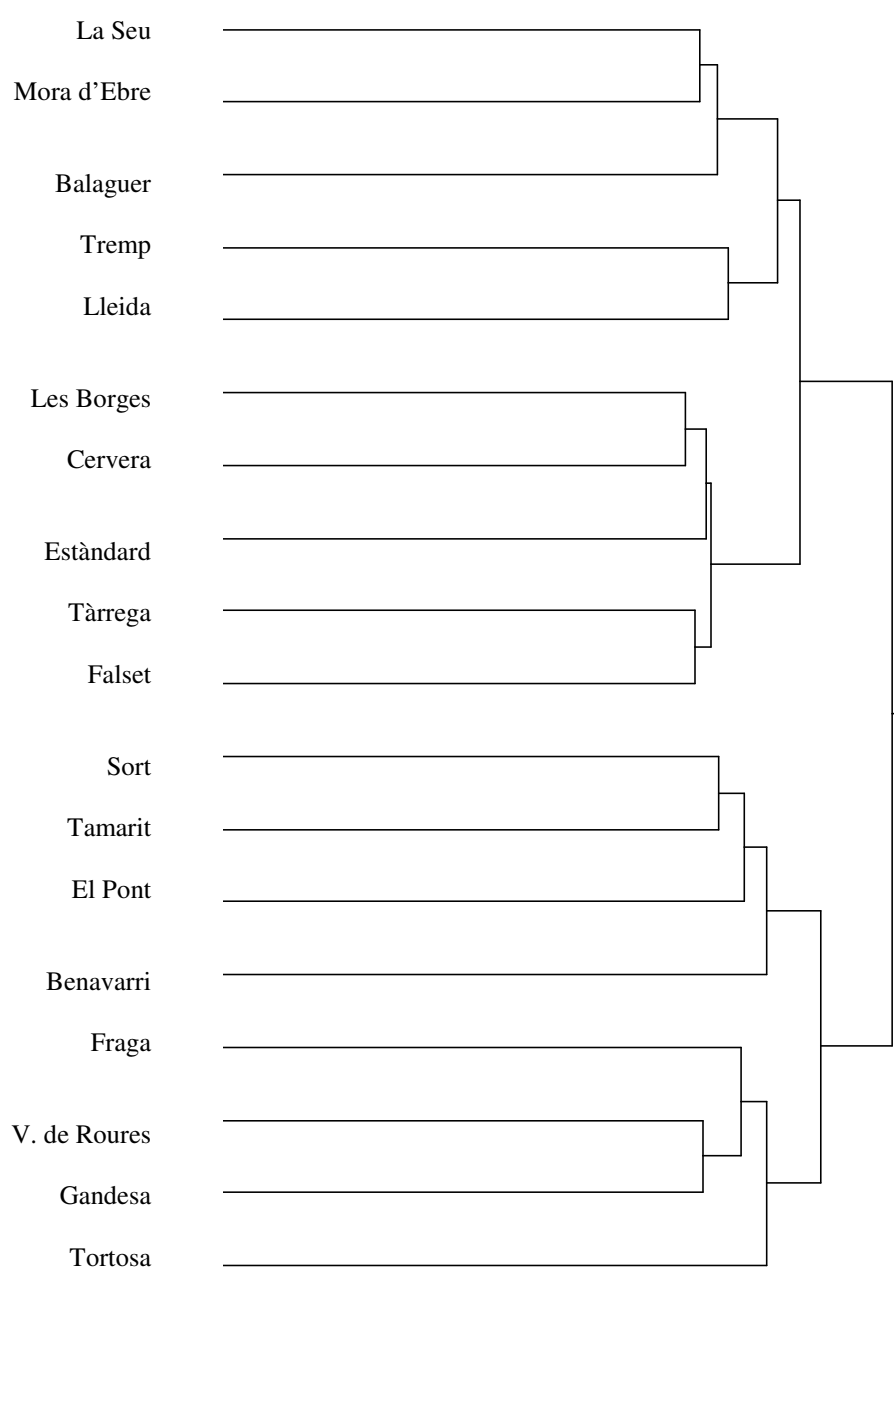 La Seu
Mora d’Ebre
Balaguer
Tremp
Lleida
Les Borges
Cervera
Estàndard
Tàrrega
Falset
Sort
Tamarit
El Pont
Benavarri
Fraga
V. de Roures
Gandesa
Tortosa